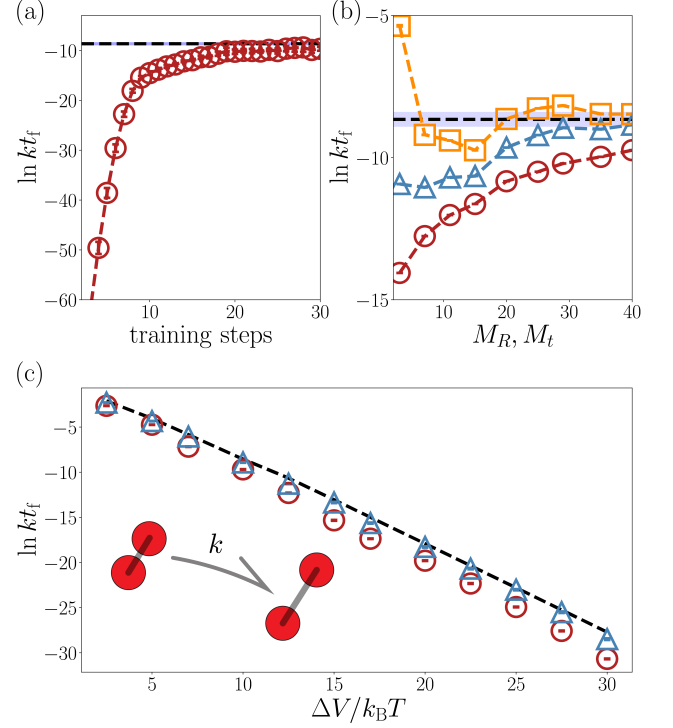 (a)
ln kt_f
−10
−20
−30
−40
−50
−60
10 20 30
training steps
(b)
ln kt_f
−5
−10
−15
10 20 30 40
M_R, M_t
(c)
ln kt_f
−5
−10
−15
−20
−25
−30
k
5 10 15 20 25 30
ΔV/k_BT